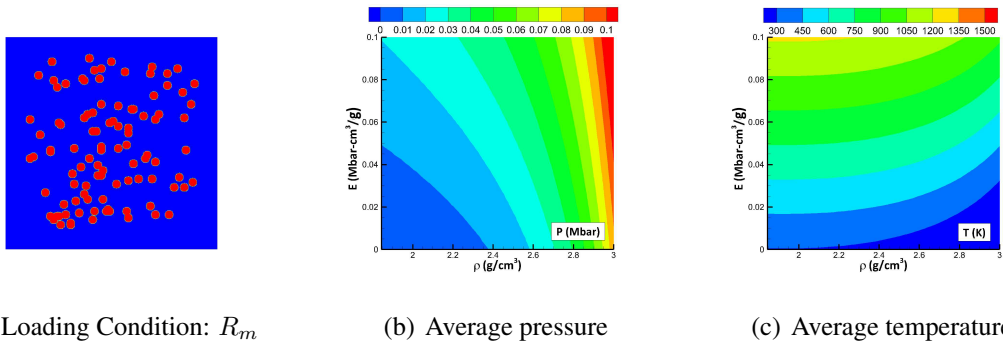 0 0.01 0.02 0.03 0.04 0.05 0.06 0.07 0.08 0.09 0.1
300 450 600 750 900 1050 1200 1350 1500
0.1
0.08
0.06
0.04
0.02
0
E (Mbar-cm³/g)
P (Mbar)
2 2.2 2.4 2.6 2.8 3
ρ (g/cm³)
0.1
0.08
0.06
0.04
0.02
0
E (Mbar-cm³/g)
T (K)
2 2.2 2.4 2.6 2.8 3
ρ (g/cm³)
Loading Condition: Rm
(b) Average pressure
(c) Average temperature